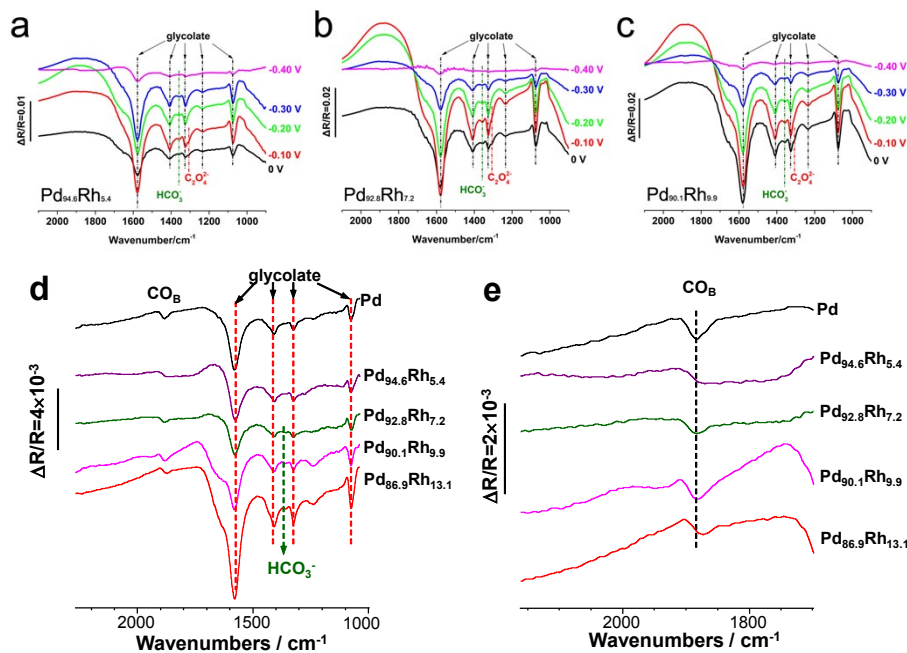 a
glycolate
-0.40 V
-0.30 V
-0.20 V
-0.10 V
0 V
ΔR/R=0.01
Pd94.6Rh5.4
HCO3-
C2O42-
2000 1800 1600 1400 1200 1000
Wavenumber/cm-1
b
glycolate
-0.40 V
-0.30 V
-0.20 V
-0.10 V
0 V
ΔR/R=0.02
Pd92.8Rh7.2
HCO3-
C2O42-
2000 1800 1600 1400 1200 1000
Wavenumber/cm-1
c
glycolate
-0.40 V
-0.30 V
-0.20 V
-0.10 V
0 V
ΔR/R=0.02
Pd90.1Rh9.9
HCO3-
C2O42-
2000 1800 1600 1400 1200 1000
Wavenumber/cm-1
d
glycolate
COB
Pd
Pd94.6Rh5.4
Pd92.8Rh7.2
Pd90.1Rh9.9
Pd86.9Rh13.1
ΔR/R=4×10-3
HCO3-
2000 1500 1000
Wavenumbers / cm-1
e
COB
Pd
Pd94.6Rh5.4
Pd92.8Rh7.2
Pd90.1Rh9.9
Pd86.9Rh13.1
ΔR/R=2×10-3
2000 1800
Wavenumbers / cm-1